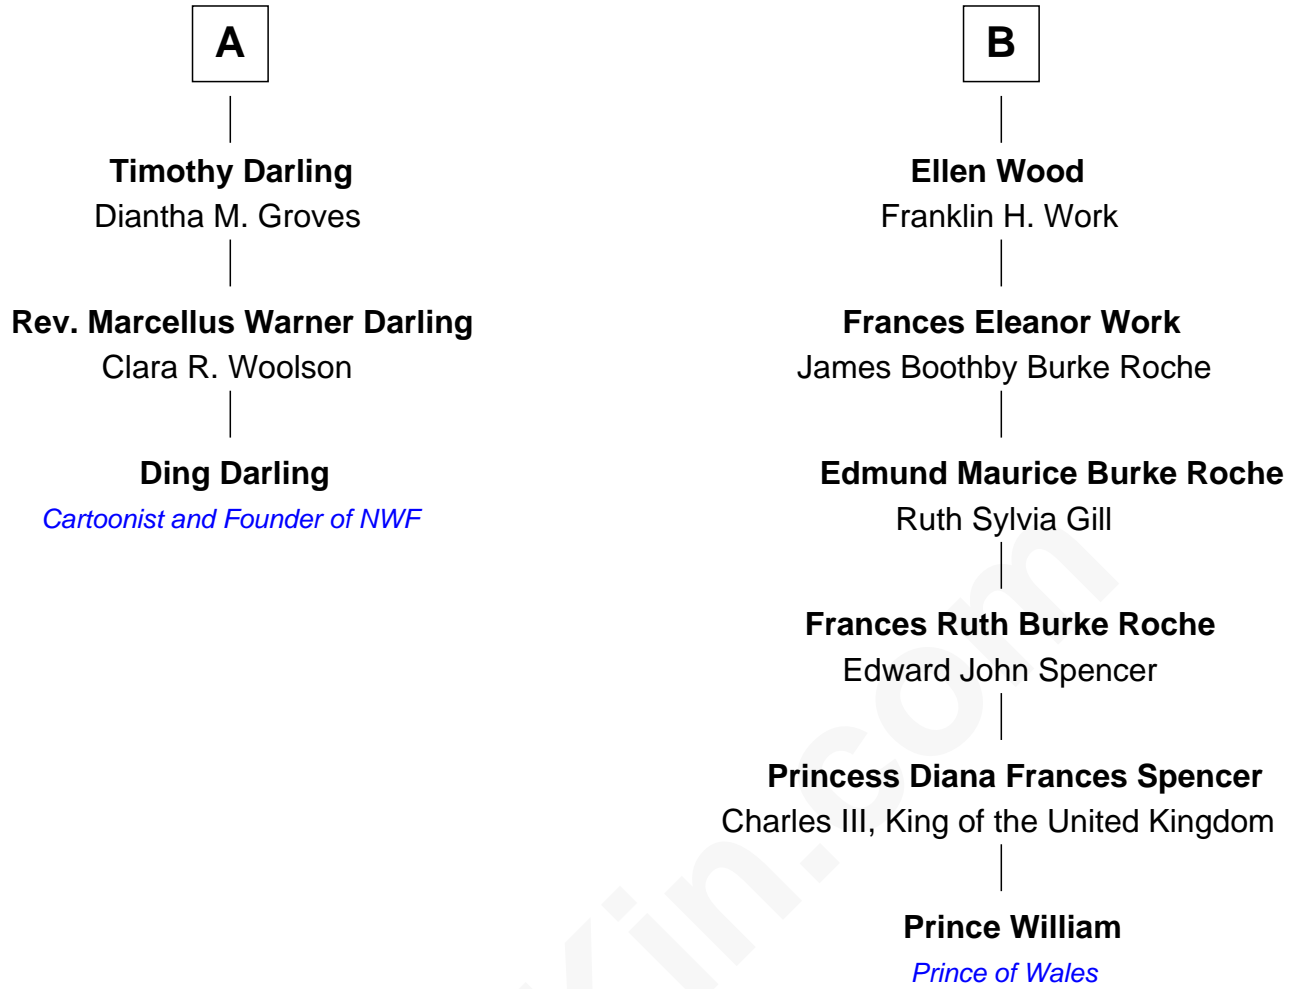 A
Timothy Darling
Diantha M. Groves
Rev. Marcellus Warner Darling
Clara R. Woolson
Ding Darling
Cartoonist and Founder of NWF
B
Ellen Wood
Franklin H. Work
Frances Eleanor Work
James Boothby Burke Roche
Edmund Maurice Burke Roche
Ruth Sylvia Gill
Frances Ruth Burke Roche
Edward John Spencer
Princess Diana Frances Spencer
Charles III, King of the United Kingdom
Prince William
Prince of Wales
Kin.com